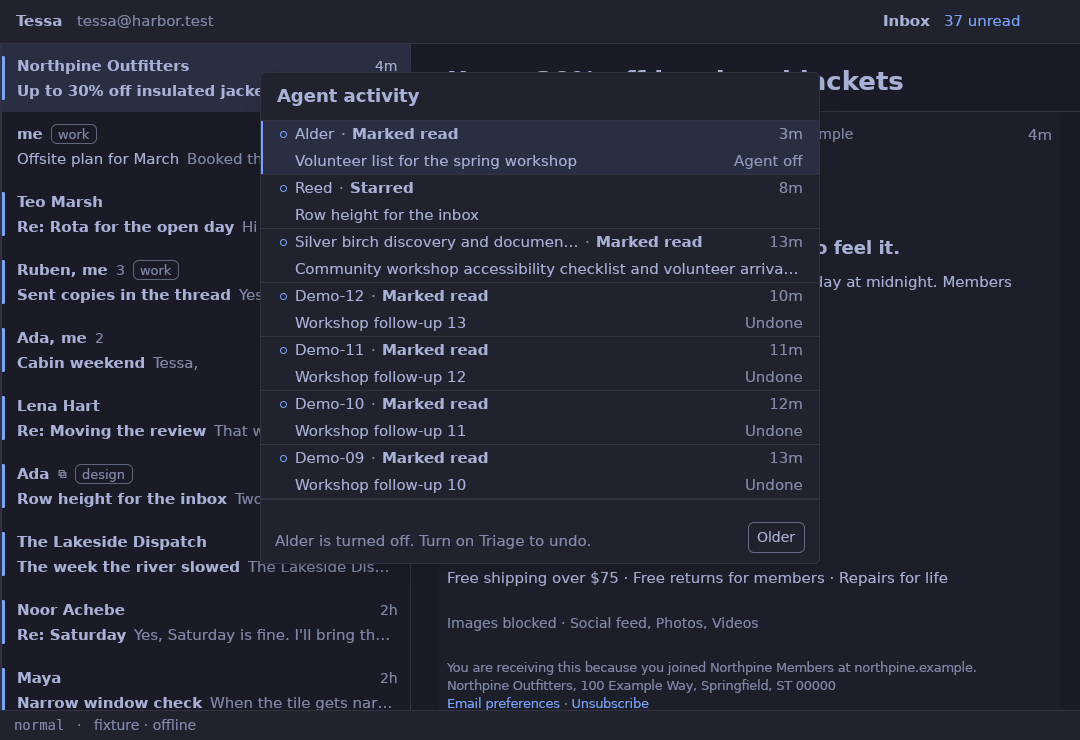 Tessa tessa@harbor.test Inbox 37 unread
Northpine Outfitters 4m
Up to 30% off insulated jacke
me work
Offsite plan for March Booked th
Teo Marsh
Re: Rota for the open day Hi
Ruben, me 3 work
Sent copies in the thread Yes
Ada, me 2
Cabin weekend Tessa,
Lena Hart
Re: Moving the review That w
Ada design
Row height for the inbox Two
The Lakeside Dispatch
The week the river slowed The Lakeside Dis…
Noor Achebe 2h
Re: Saturday Yes, Saturday is fine. I'll bring th…
Maya 2h
Narrow window check When the tile gets nar…
Agent activity
Alder · Marked read 3m
Volunteer list for the spring workshop Agent off
Reed · Starred 8m
Row height for the inbox
Silver birch discovery and documen… · Marked read 13m
Community workshop accessibility checklist and volunteer arriva…
Demo-12 · Marked read 10m
Workshop follow-up 13 Undone
Demo-11 · Marked read 11m
Workshop follow-up 12 Undone
Demo-10 · Marked read 12m
Workshop follow-up 11 Undone
Demo-09 · Marked read 13m
Workshop follow-up 10 Undone
Alder is turned off. Turn on Triage to undo. Older
ackets
mple 4m
o feel it.
day at midnight. Members
Free shipping over $75 · Free returns for members · Repairs for life
Images blocked · Social feed, Photos, Videos
You are receiving this because you joined Northpine Members at northpine.example.
Northpine Outfitters, 100 Example Way, Springfield, ST 00000
Email preferences · Unsubscribe
normal · fixture · offline